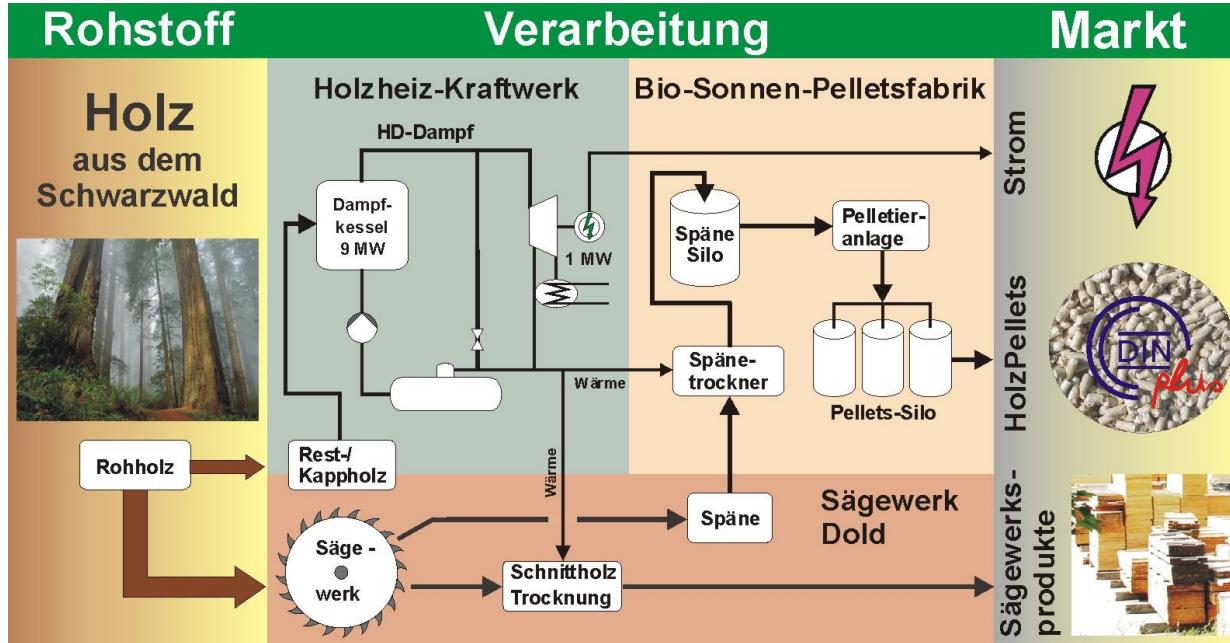 Rohstoff
Verarbeitung
Markt
Holz
aus dem
Schwarzwald
Rohholz
Holzheiz-Kraftwerk
HD-Dampf
Dampf-
kessel
9 MW
1 MW
Wärme
Wärme
Rest-/
Kappholz
Bio-Sonnen-Pelletsfabrik
Späne
Silo
Pelletier-
anlage
Späne-
trockner
Pellets-Silo
Säge -
werk
Späne
Schnittholz
Trocknung
Sägewerk
Dold
Strom
HolzPellets
DIN
plus
Sägewerks-
produkte